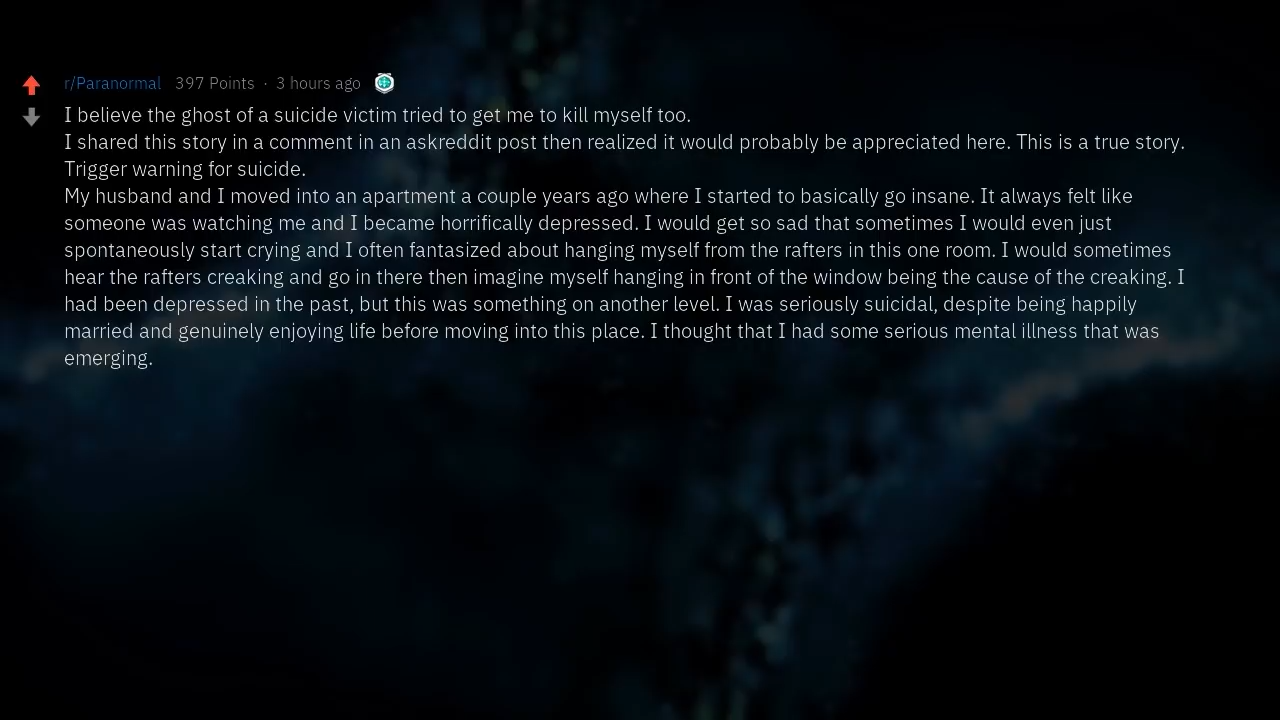 r/Paranormal 397 Points · 3 hours ago
I believe the ghost of a suicide victim tried to get me to kill myself too.
I shared this story in a comment in an askreddit post then realized it would probably be appreciated here. This is a true story.
Trigger warning for suicide.
My husband and I moved into an apartment a couple years ago where I started to basically go insane. It always felt like
someone was watching me and I became horrifically depressed. I would get so sad that sometimes I would even just
spontaneously start crying and I often fantasized about hanging myself from the rafters in this one room. I would sometimes
hear the rafters creaking and go in there then imagine myself hanging in front of the window being the cause of the creaking. I
had been depressed in the past, but this was something on another level. I was seriously suicidal, despite being happily
married and genuinely enjoying life before moving into this place. I thought that I had some serious mental illness that was
emerging.